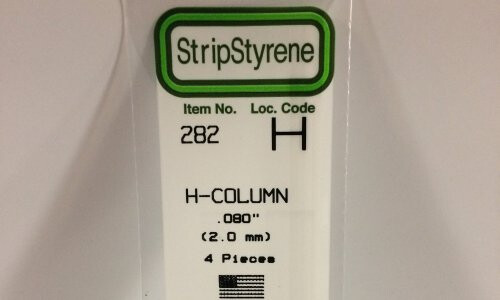 StripStyrene
Item No. Loc. Code
282 H
H-COLUMN
.080"
(2.0 mm)
4 Pieces